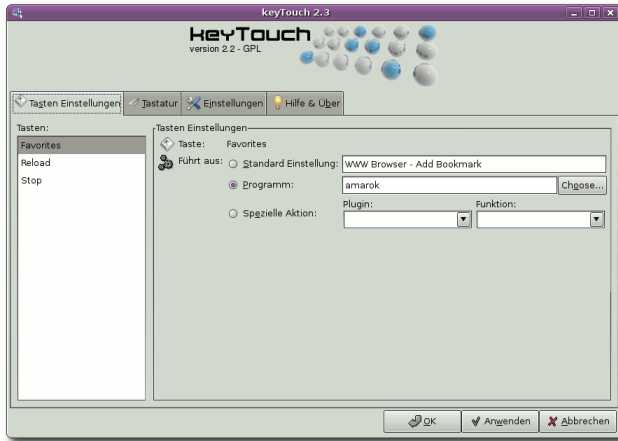 keyTouch 2.3
keyTouch
version 2.2 - GPL
Tasten Einstellungen
Tastatur
Einstellungen
Hilfe & Über
Tasten:
Favorites
Reload
Stop
Tasten Einstellungen
Taste: Favorites
Führt aus: Standard Einstellung: WWW Browser - Add Bookmark
Programm: amarok Choose...
Plugin: Funktion:
Spezielle Aktion:
OK Anwenden Abbrechen